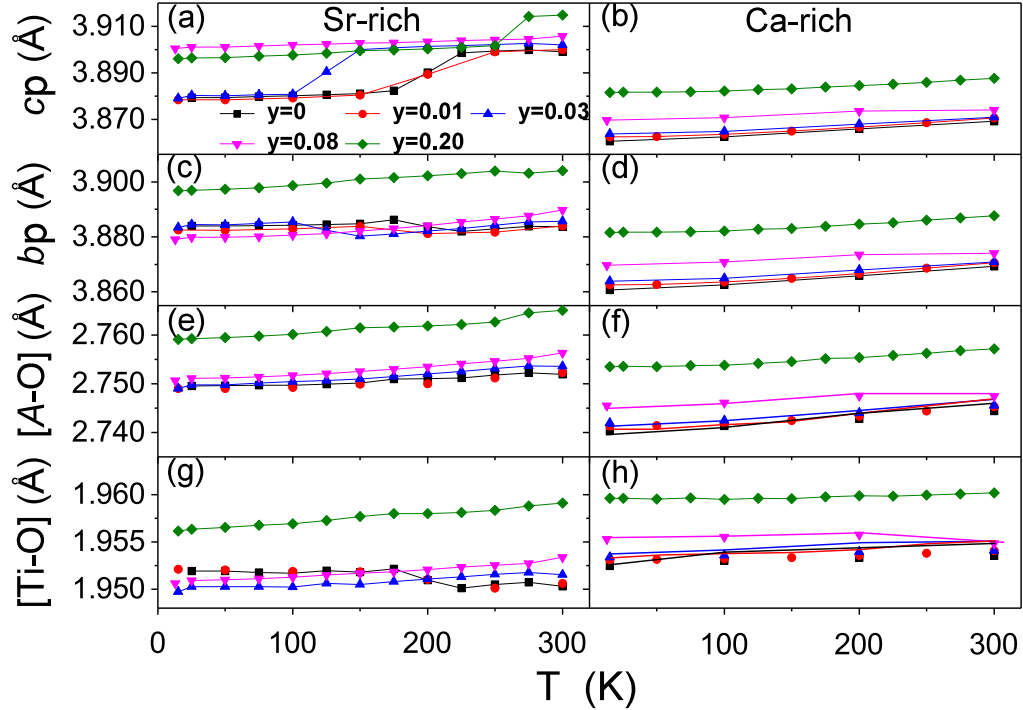 (a) Sr-rich
(b) Ca-rich
cp (Å)
3.910
3.890
3.870
y=0 y=0.01 y=0.03
y=0.08 y=0.20
(c)
(d)
bp (Å)
3.900
3.880
3.860
(e)
(f)
[A-O] (Å)
2.760
2.750
2.740
(g)
(h)
[Ti-O] (Å)
1.960
1.955
1.950
0 100 200 300 100 200 300
T (K)